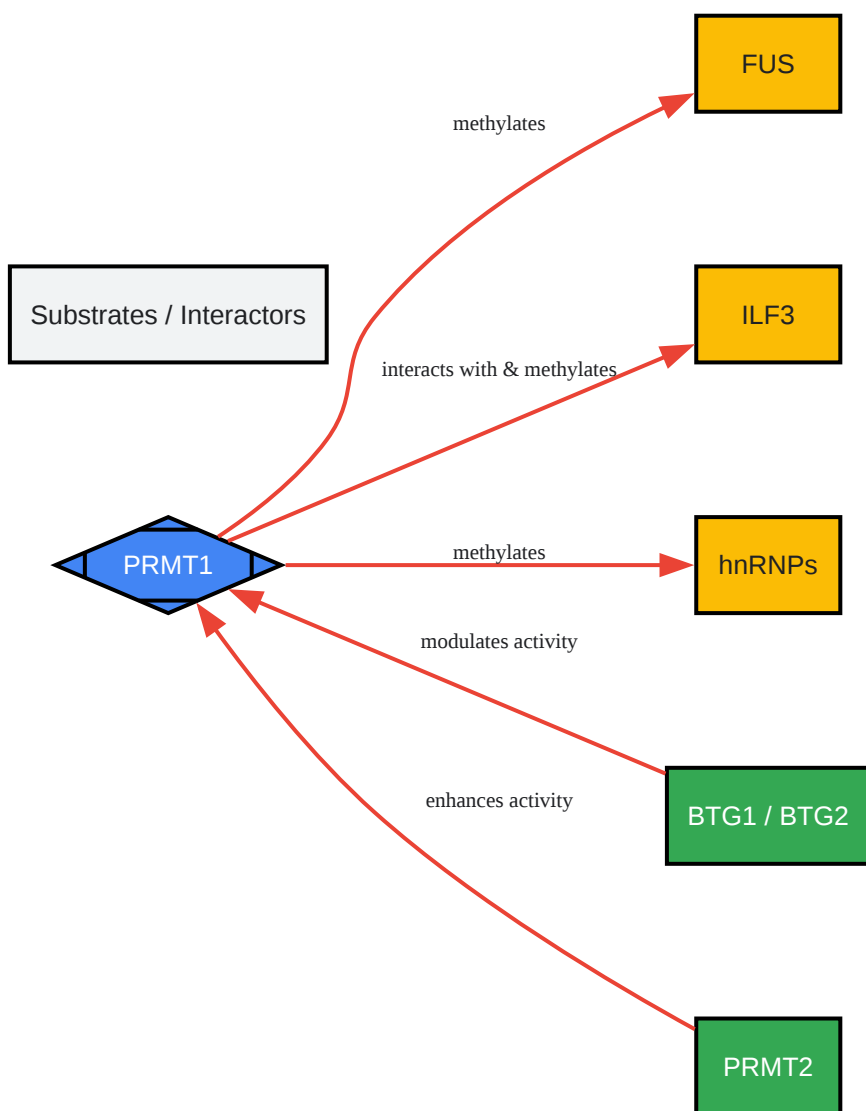 FUS
methylates
Substrates / Interactors
ILF3
interacts with & methylates
PRMT1
methylates
hnRNPs
modulates activity
BTG1 / BTG2
enhances activity
PRMT2